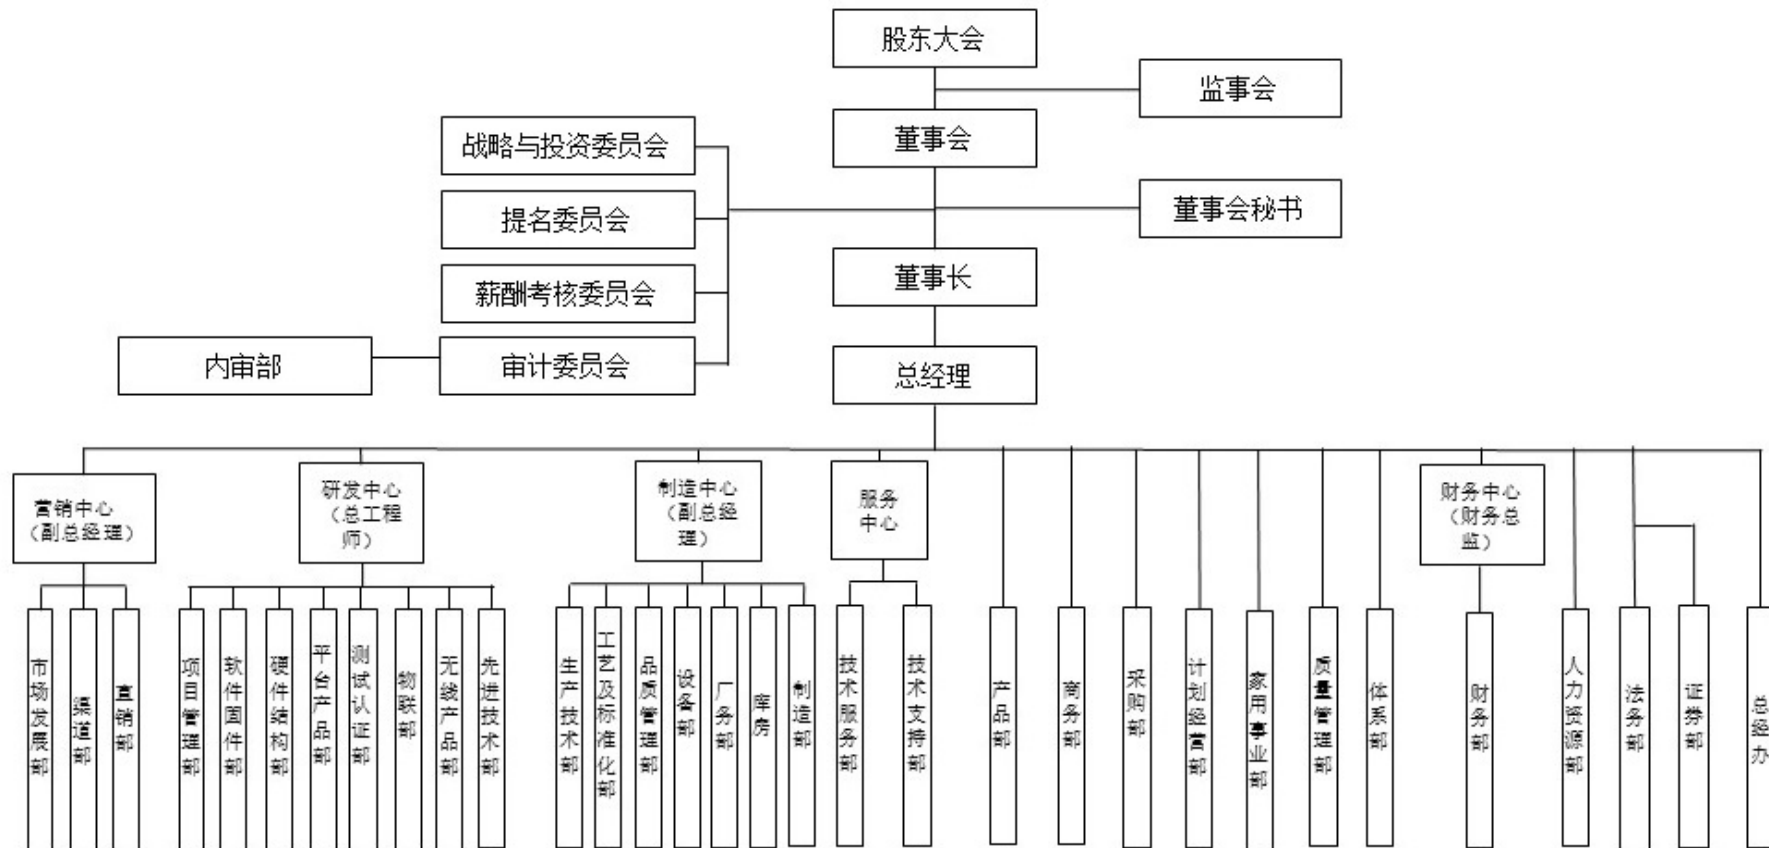 股东大会
监事会
董事会
战略与投资委员会
提名委员会
董事会秘书
董事长
薪酬考核委员会
内审部
审计委员会
总经理
营销中心
（副总经理）
研发中心
（总工程
师）
制造中心
（副总经
理）
服务
中心
财务中心
（财务总
监）
市场发展部
渠道部
直销部
项目管理部
软件固件部
硬件结构部
平台产品部
测试认证部
物联部
无线产品部
先进技术部
生产技术部
工艺及标准化部
品质管理部
设备部
厂务部
库房
制造部
技术服务部
技术支持部
产品部
商务部
采购部
计划经营部
家用事业部
质量管理部
体系部
财务部
人力资源部
法务部
证券部
总经办